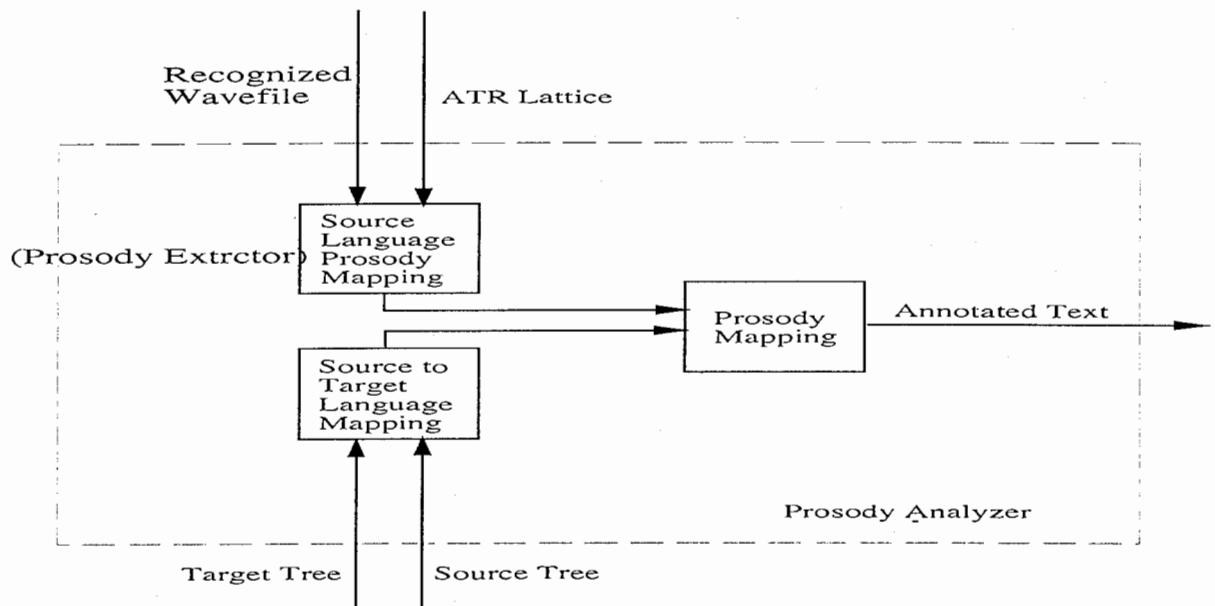 Recognized
Wavefile
ATR Lattice
Source
Language
Prosody
Mapping
(Prosody Extrctor)
Prosody
Mapping
Annotated Text
Source to
Target
Language
Mapping
Prosody Analyzer
Target Tree
Source Tree